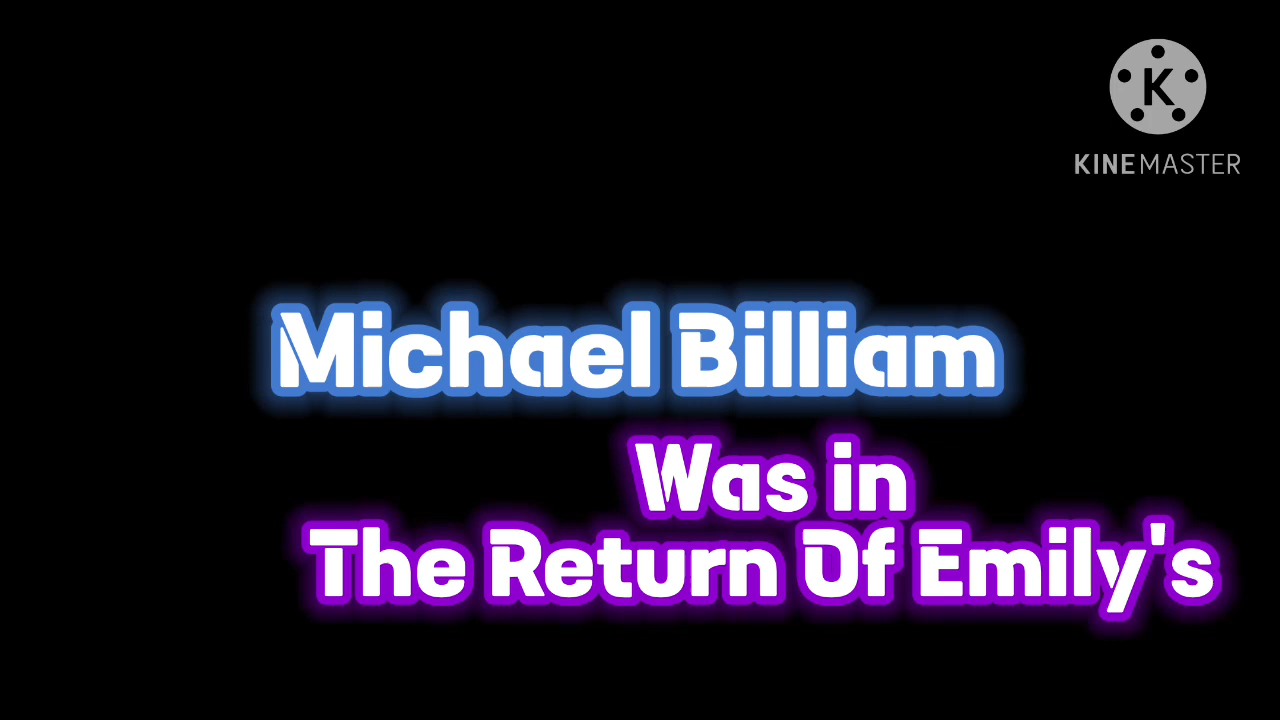 K
KINEMASTER
Michael Billiam
Was in
The Return Of Emily's